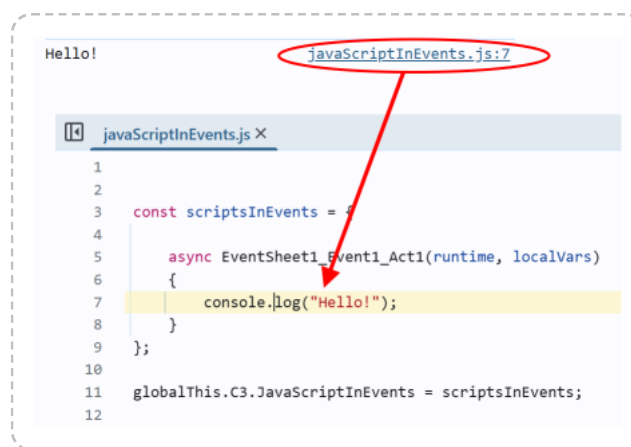 Hello! javaScriptInEvents.js:7
javaScriptInEvents.js ×
1
2
3 const scriptsInEvents = {
4
5 async EventSheet1_Event1_Act1(runtime, localVars)
6 {
7 console.log("Hello!");
8 }
9 };
10
11 globalThis.C3.JavaScriptInEvents = scriptsInEvents;
12